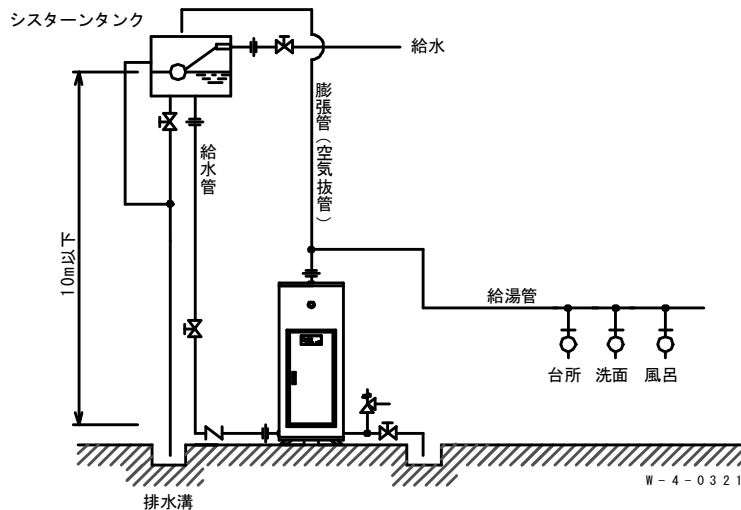 シスターンタンク
給水
膨張管(空気抜管)
給水管
10m以下
給湯管
台所 洗面 風呂
W-4-0321
排水溝